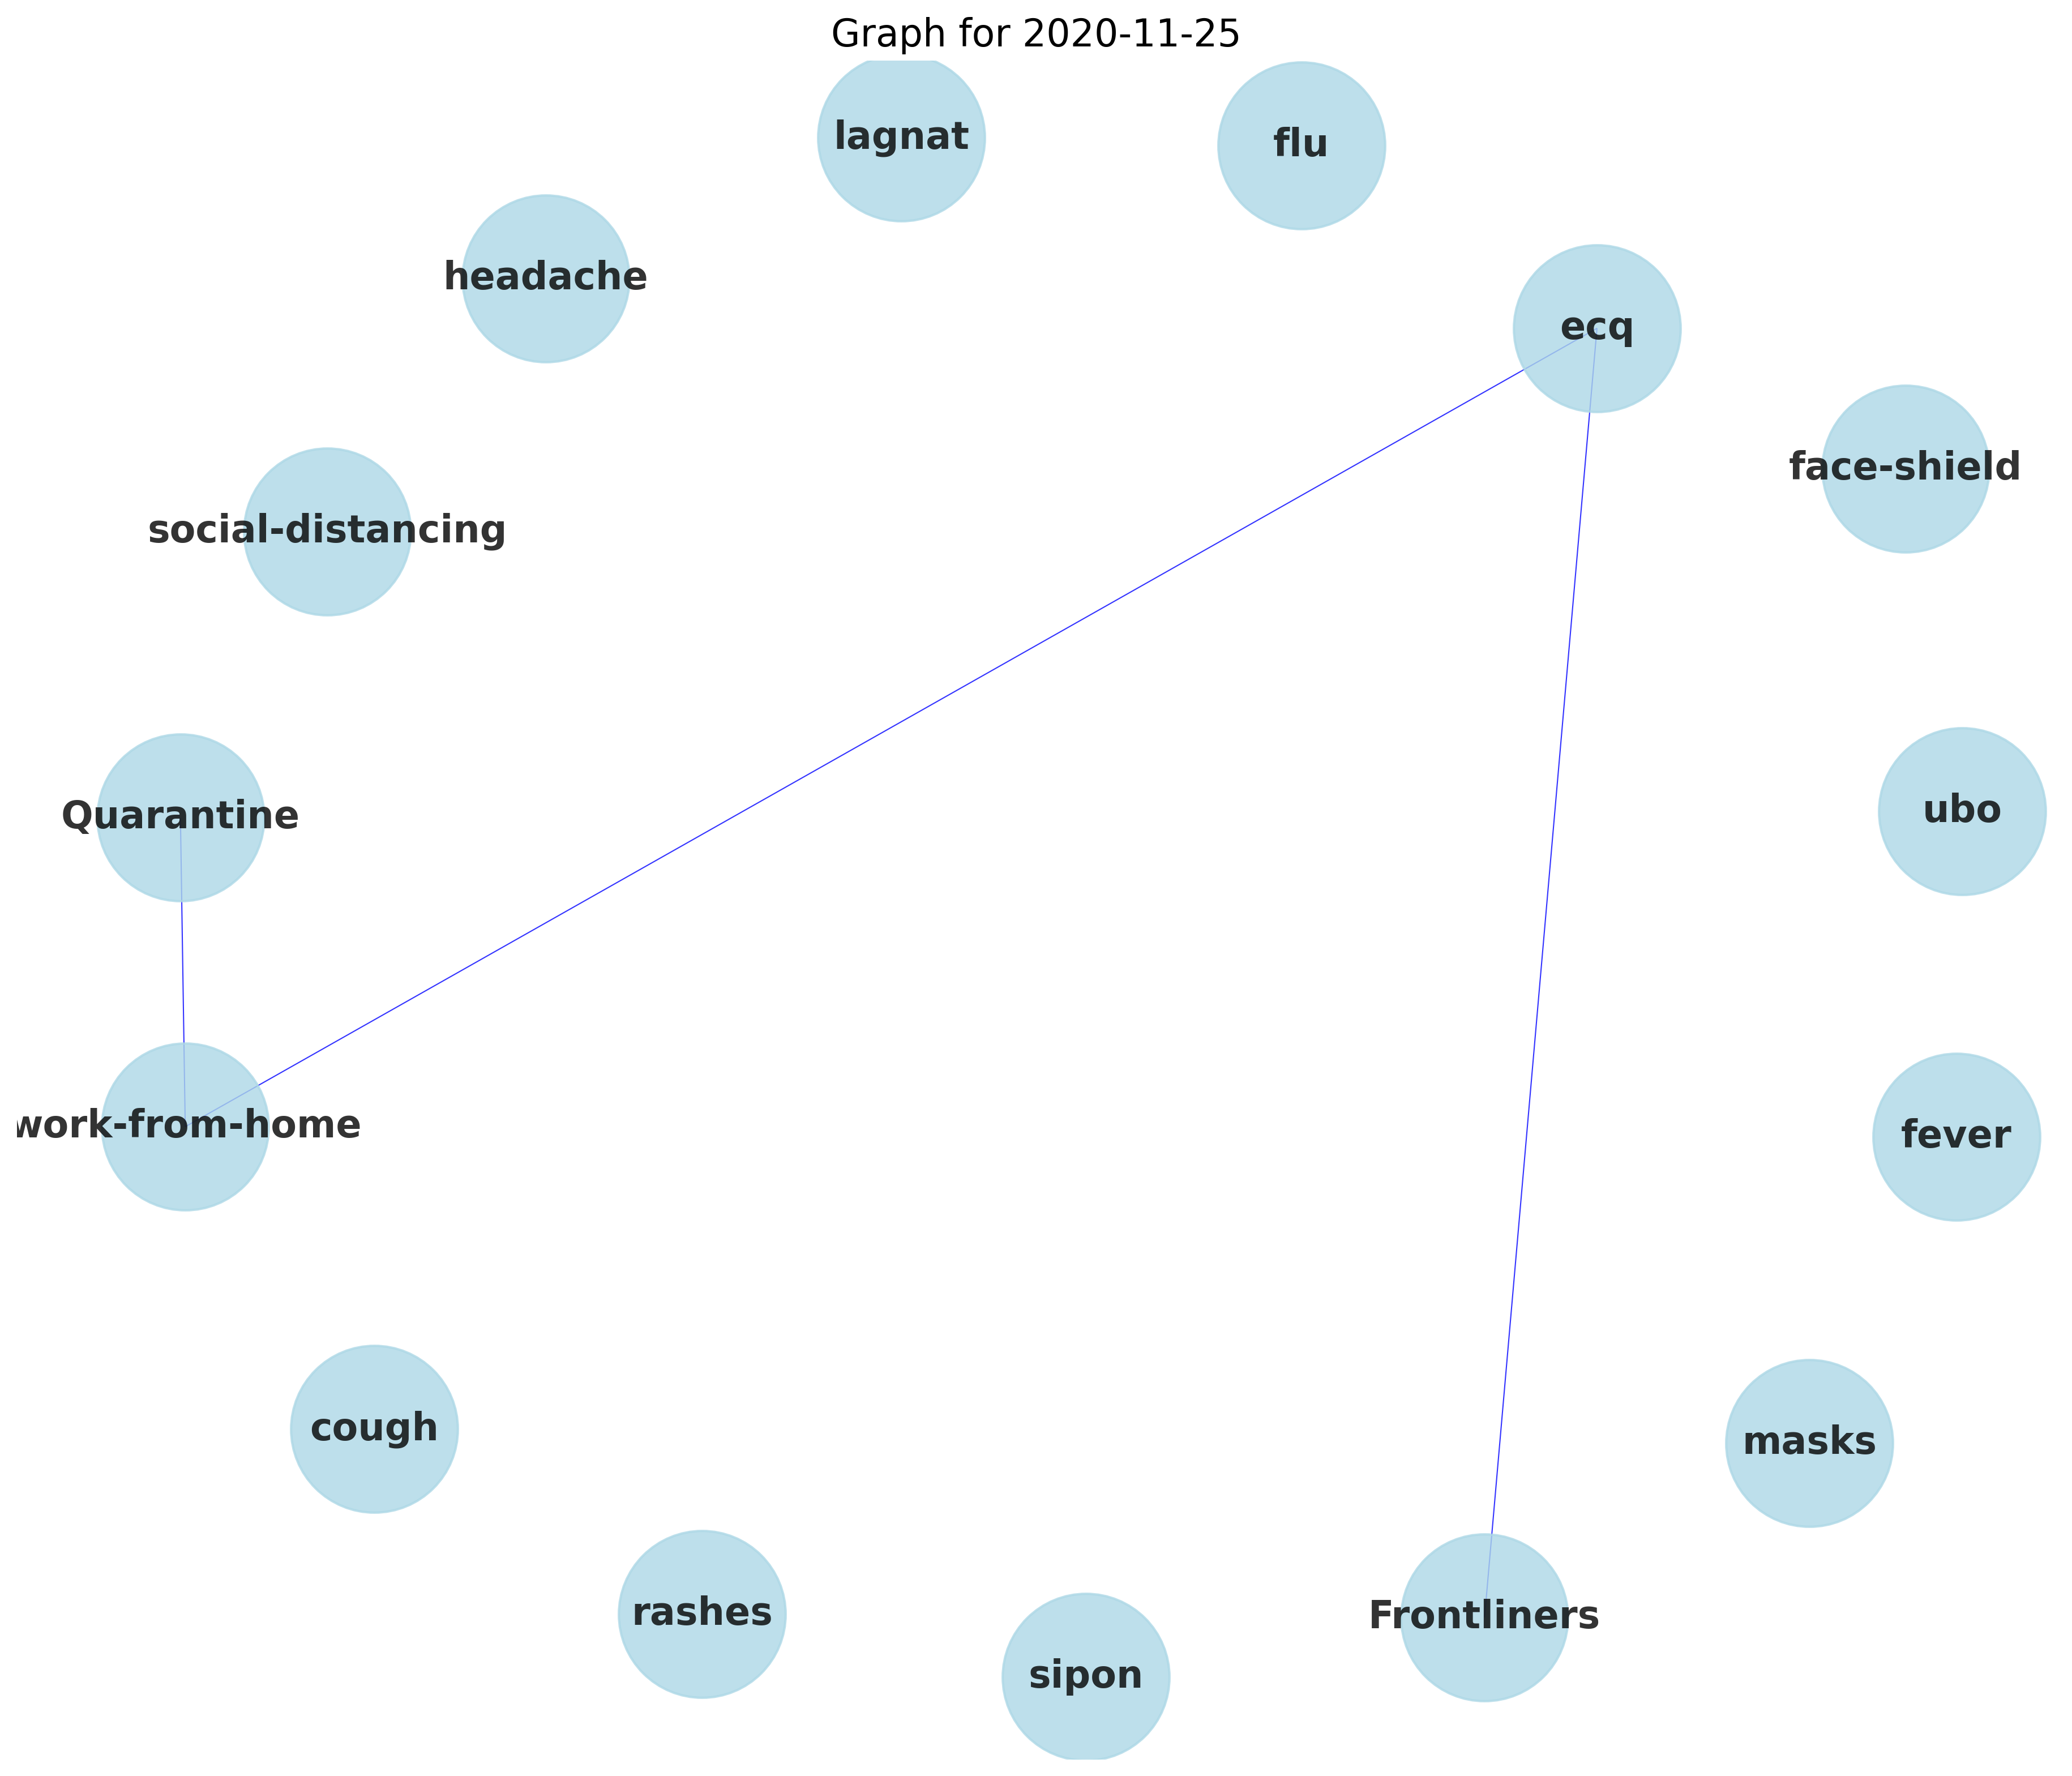 Graph for 2020-11-25
lagnat
flu
headache
ecq
face-shield
social-distancing
Quarantine
ubo
work-from-home
fever
cough
masks
rashes
Frontliners
sipon